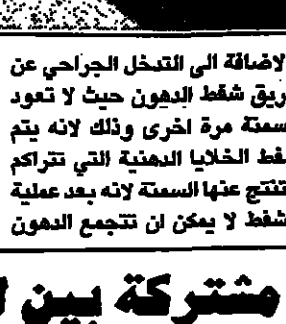 لاضافة الى التدخل الجراحي عن
ريق شفط الدهون حيث لا تعود
سمنة مرة اخرى وذلك لانه يتم
فط الخلايا الدهنية التي تتراكم
تنتج عنها السمنة لانه بعد عملية
شفط لا يمكن ان تتجمع الدهون
مشتركة بين